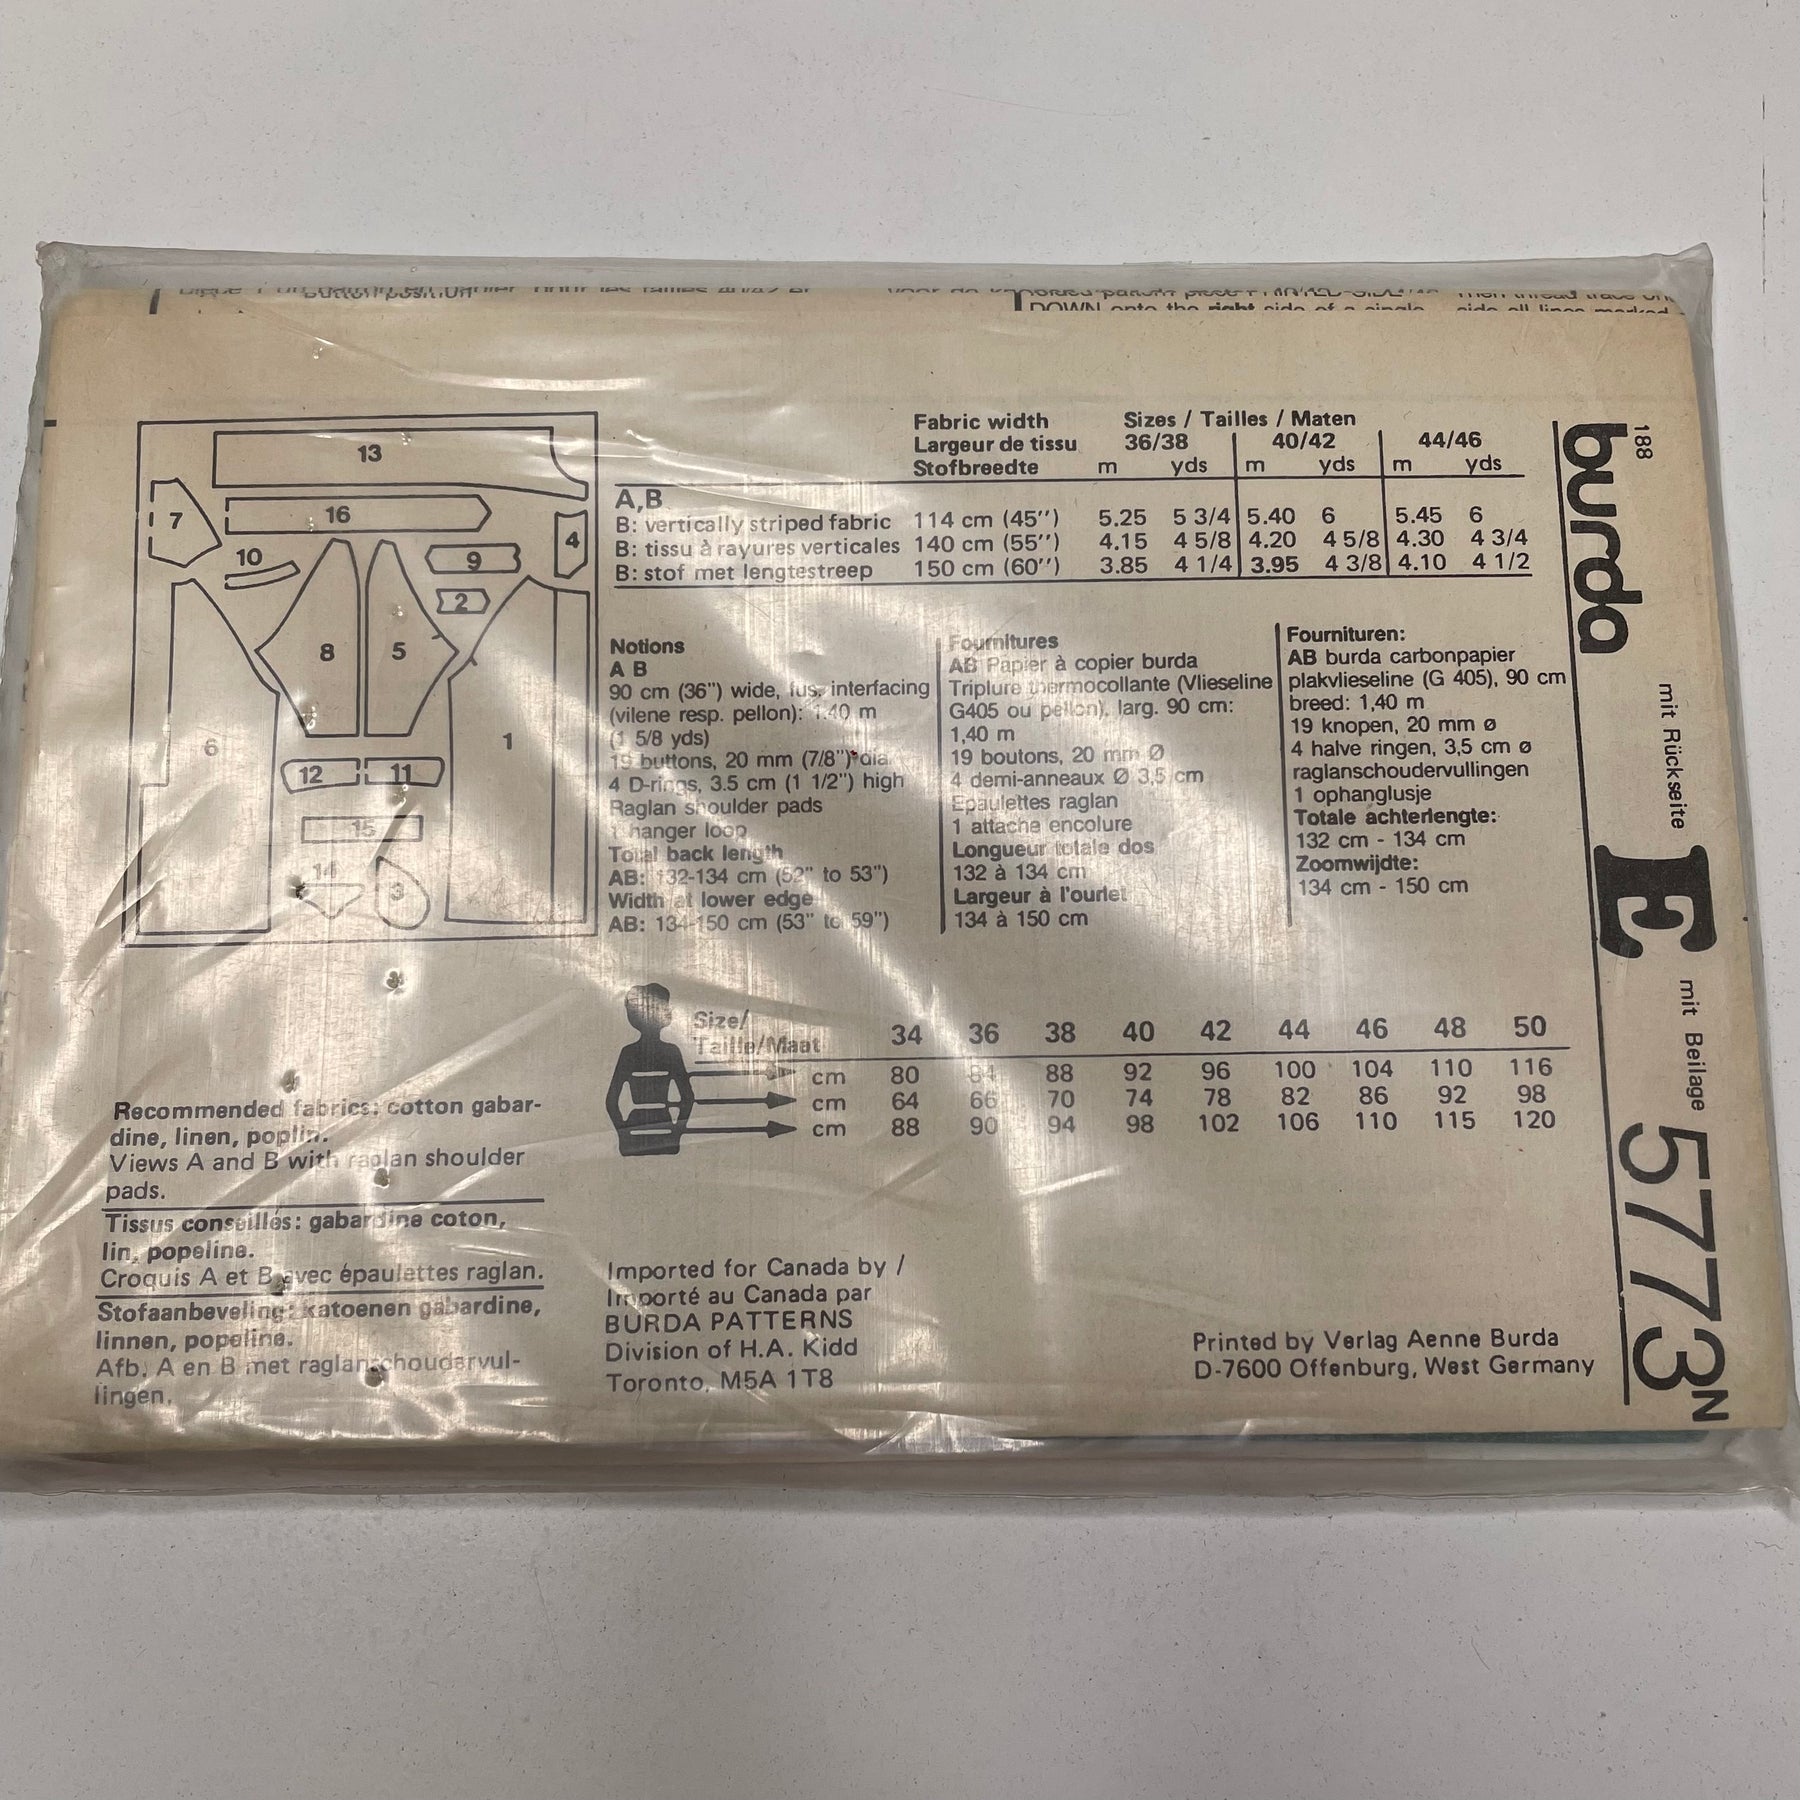 button position
DOWN onto the right side of a single
side all lines marked
13
7
16
10
9
4
2
8
5
6
1
12
11
15
14
3
Fabric width Sizes / Tailles / Maten
Largeur de tissu 36/38 40/42 44/46
Stofbreedte m yds m yds m yds
A,B
B: vertically striped fabric 114 cm (45'') 5.25 5 3/4 5.40 6 5.45 6
B: tissu à rayures verticales 140 cm (55'') 4.15 4 5/8 4.20 4 5/8 4.30 4 3/4
B: stof met lengtestreep 150 cm (60'') 3.85 4 1/4 3.95 4 3/8 4.10 4 1/2
Notions
A B
90 cm (36") wide, fus. interfacing
(vilene resp. pellon): 1.40 m
(1 5/8 yds)
19 buttons, 20 mm (7/8") dia
4 D-rings, 3.5 cm (1 1/2") high
Raglan shoulder pads
1 hanger loop
Total back length
AB: 132-134 cm (52" to 53")
Width at lower edge
AB: 134-150 cm (53" to 59")
Fournitures
AB Papier à copier burda
Triplure thermocollante (Vlieseline
G405 ou pellon), larg. 90 cm:
1,40 m
19 boutons, 20 mm Ø
4 demi-anneaux Ø 3,5 cm
Epaulettes raglan
1 attache encolure
Longueur totale dos
132 à 134 cm
Largeur à l'ourlet
134 à 150 cm
Fournituren:
AB burda carbonpapier
plakvlieseline (G 405), 90 cm
breed: 1,40 m
19 knopen, 20 mm ø
4 halve ringen, 3,5 cm ø
raglanschoudervullingen
1 ophanglusje
Totale achterlengte:
132 cm - 134 cm
Zoomwijdte:
134 cm - 150 cm
Size/
Taille/Maat 34 36 38 40 42 44 46 48 50
cm 80 84 88 92 96 100 104 110 116
cm 64 66 70 74 78 82 86 92 98
cm 88 90 94 98 102 106 110 115 120
Recommended fabrics: cotton gabar-
dine, linen, poplin.
Views A and B with raglan shoulder
pads.
Tissus conseillés: gabardine coton,
lin, popeline.
Croquis A et B avec épaulettes raglan.
Stofaanbeveling: katoenen gabardine,
linnen, popeline.
Afb. A en B met raglanschoudervul-
lingen.
Imported for Canada by /
Importé au Canada par
BURDA PATTERNS
Division of H.A. Kidd
Toronto, M5A 1T8
Printed by Verlag Aenne Burda
D-7600 Offenburg, West Germany
188
burda
mit Rückseite
E
mit Beilage
5773 N